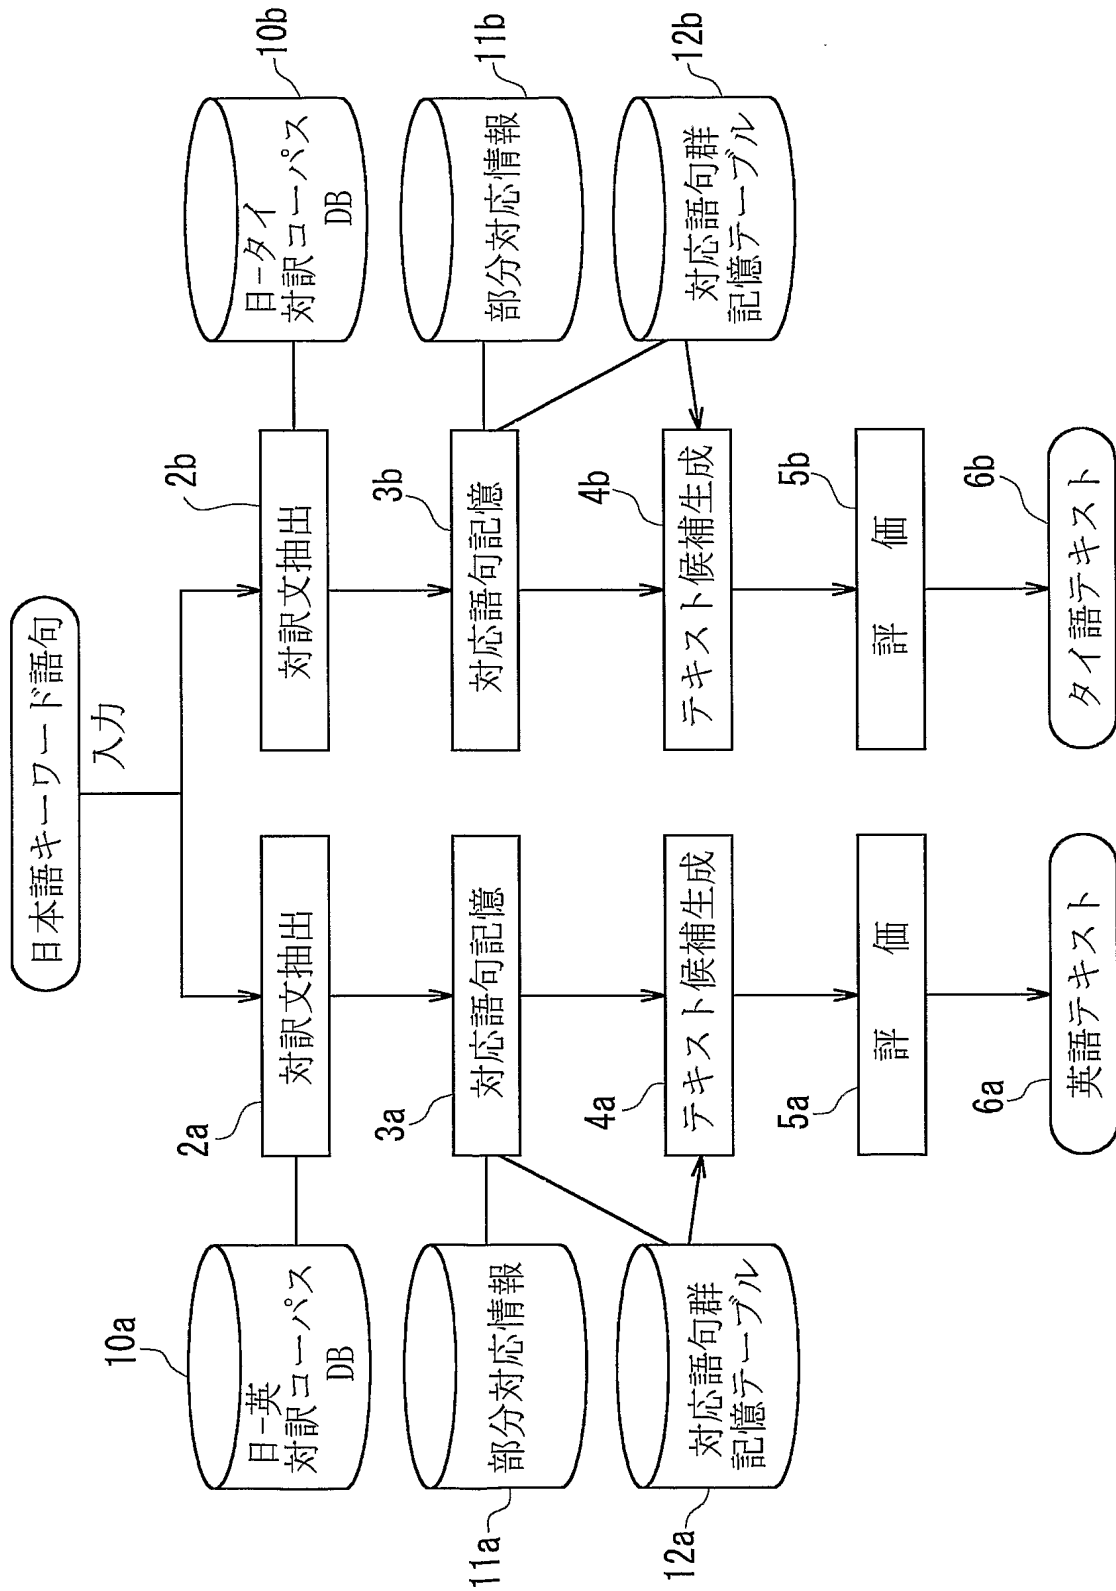 日本語キーワード語句
入力
10a
日-英
対訳コーパス
DB
2a
対訳文抽出
2b
対訳文抽出
10b
日-タイ
対訳コーパス
DB
11a
部分対応情報
3a
対応語句記憶
3b
対応語句記憶
11b
部分対応情報
12a
対応語句群
記憶テーブル
4a
テキスト候補生成
4b
テキスト候補生成
12b
対応語句群
記憶テーブル
5a
評 価
5b
評 価
6a
英語テキスト
6b
タイ語テキスト